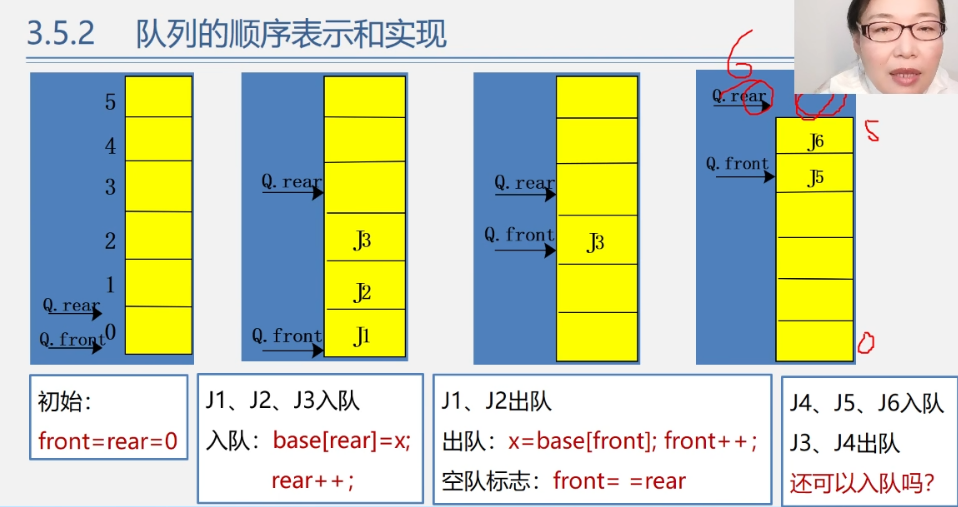 3.5.2 队列的顺序表示和实现
5
4
3
2
1
0
Q.rear
Q.front
Q.rear
J3
J2
Q.front
J1
Q.rear
Q.front
J3
6
Q.rear
J6
5
Q.front
J5
0
初始：
front=rear=0
J1、J2、J3入队
入队：base[rear]=x;
rear++;
J1、J2出队
出队：x=base[front]; front++;
空队标志：front= =rear
J4、J5、J6入队
J3、J4出队
还可以入队吗？